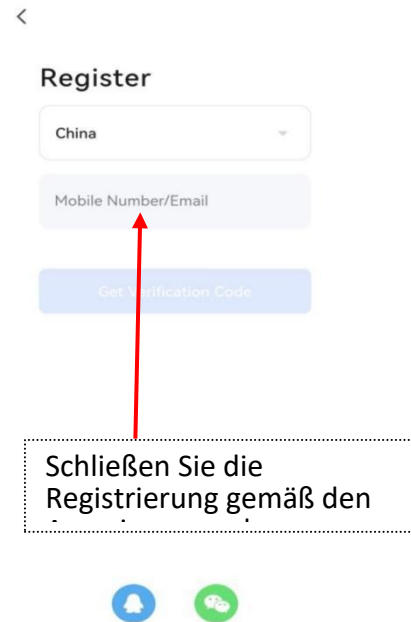 Register
China
Mobile Number/Email
Get Verification Code
Schließen Sie die
Registrierung gemäß den